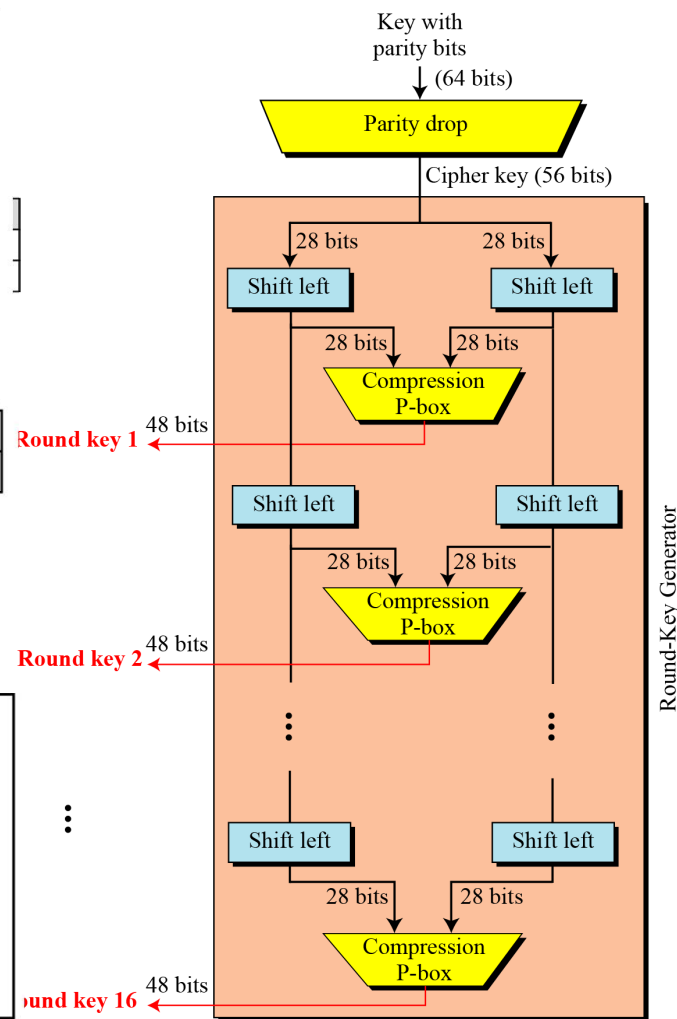 Key with
parity bits
(64 bits)
Parity drop
Cipher key (56 bits)
28 bits 28 bits
Shift left Shift left
28 bits 28 bits
Compression
P-box
48 bits
Round key 1
Shift left Shift left
28 bits 28 bits
Compression
P-box
48 bits
Round key 2
Round-Key Generator
Shift left Shift left
28 bits 28 bits
Compression
P-box
48 bits
ound key 16